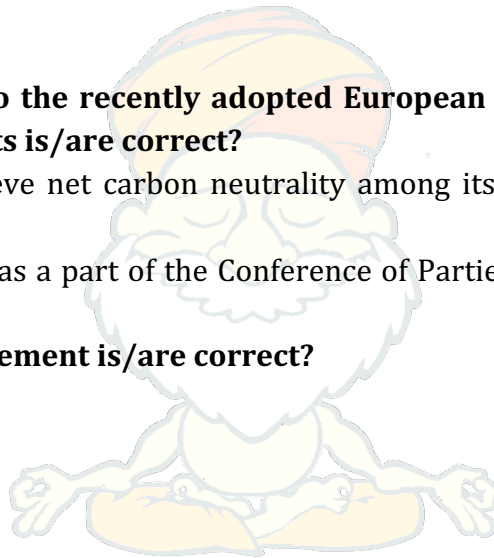 o the recently adopted European
ts is/are correct?
eve net carbon neutrality among its
as a part of the Conference of Partie
ement is/are correct?